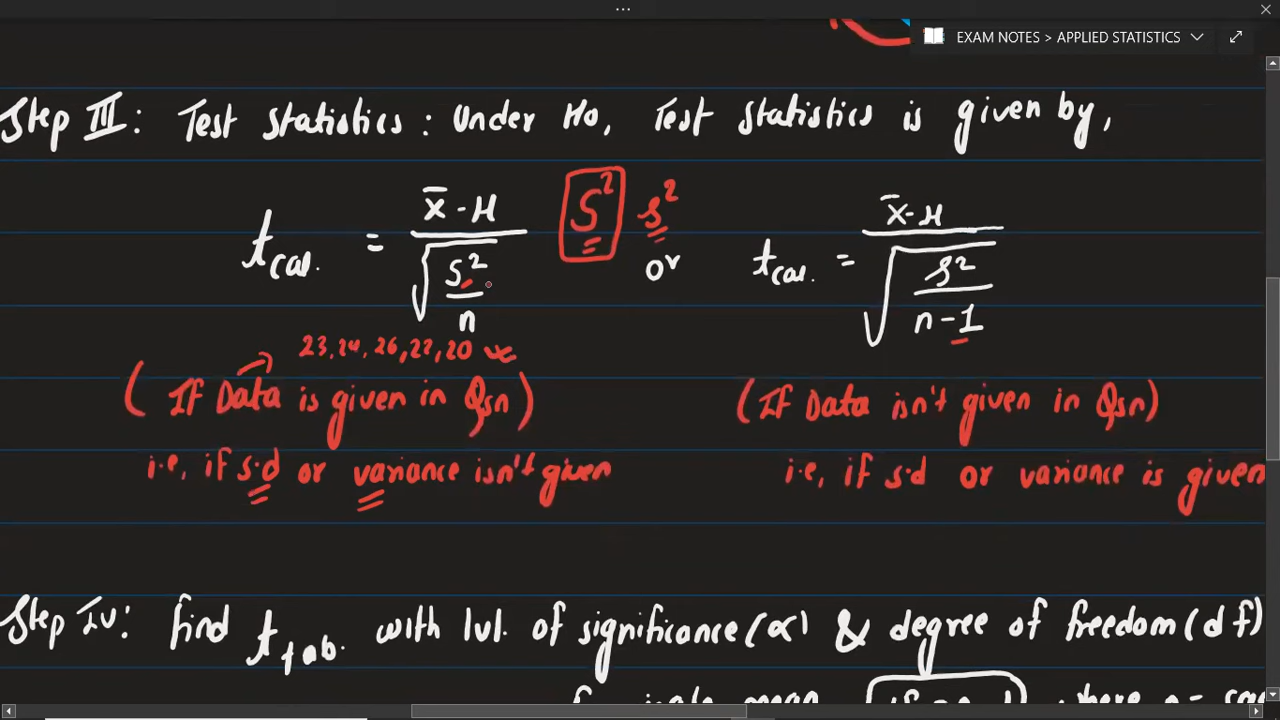 EXAM NOTES > APPLIED STATISTICS
Step III: Test statistics: Under Ho, Test statistics is given by,
t cal. = x̄ - μ / √(S²/n) S² s² or t cal. = x̄ - μ / √(s²/n-1)
23, 24, 26, 22, 20
(If Data is given in Qsn) (If Data isn't given in Qsn)
i.e, if s.d or variance isn't given i.e, if s.d or variance is given
Step IV: find t tab. with lvl. of significance (α) & degree of freedom (df)
mean where n =